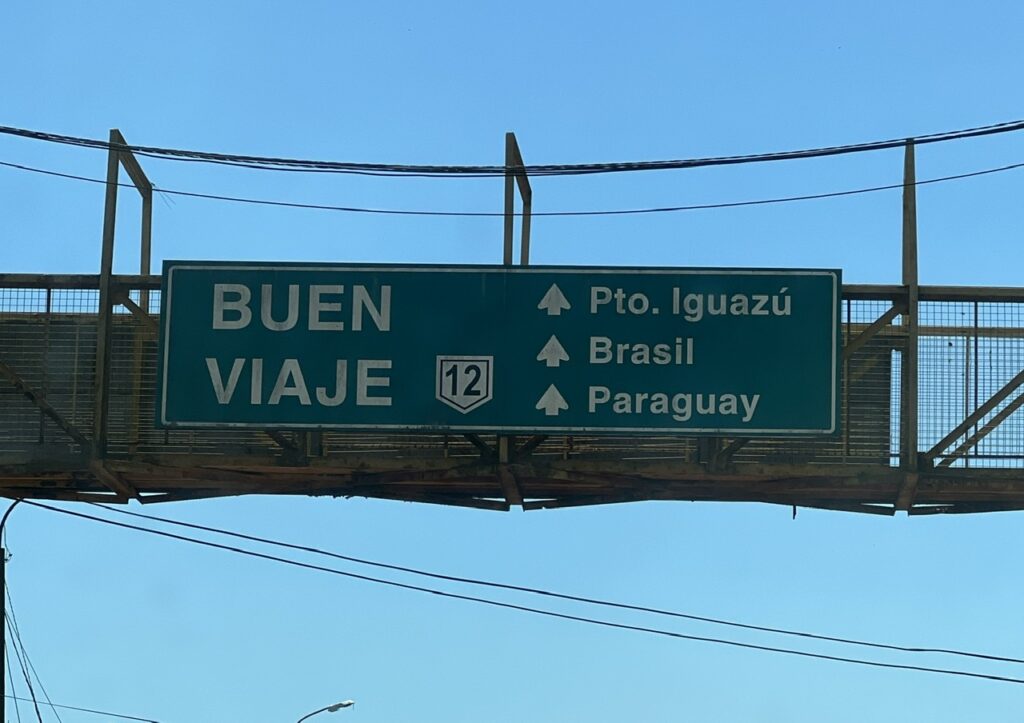 BUEN
VIAJE
12
Pto. Iguazú
Brasil
Paraguay